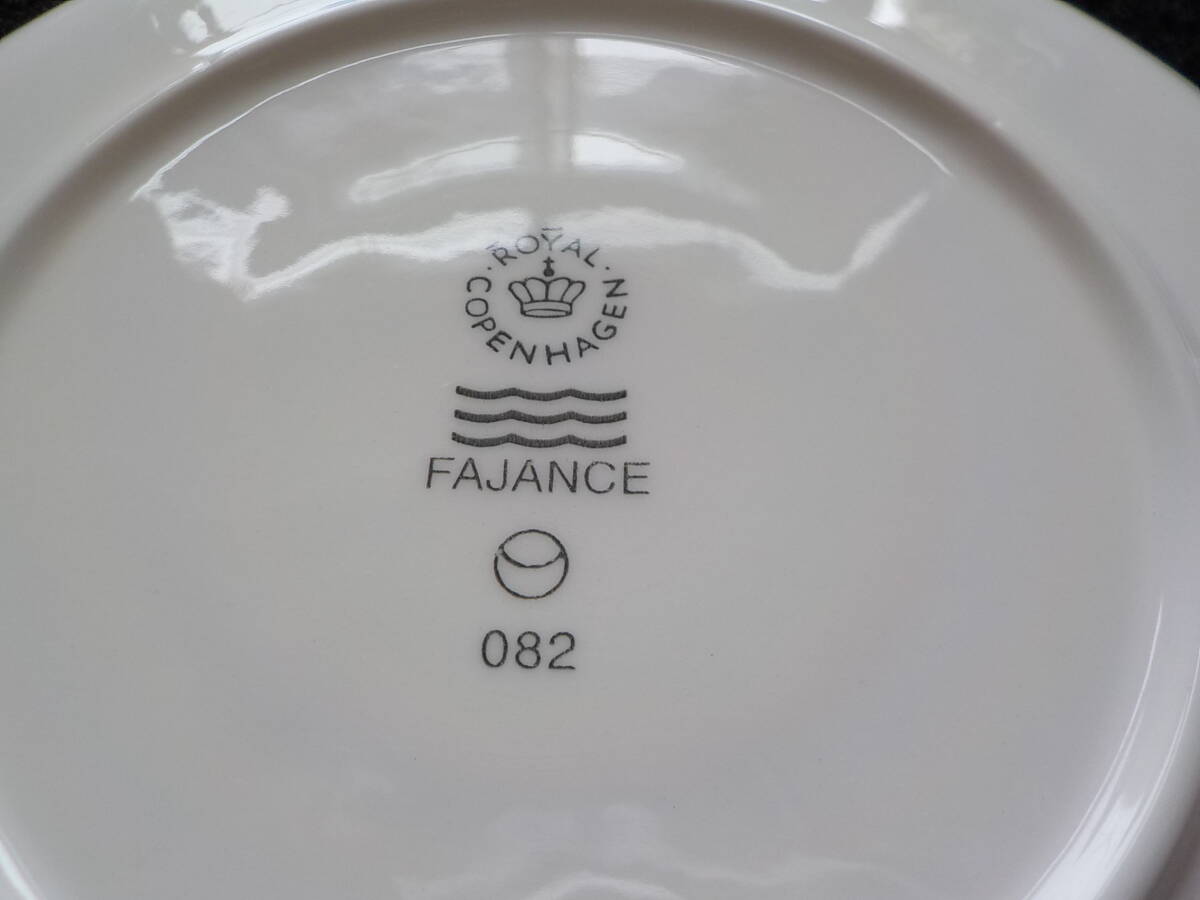 · ROYAL ·
COPENHAGEN
FAJANCE
082